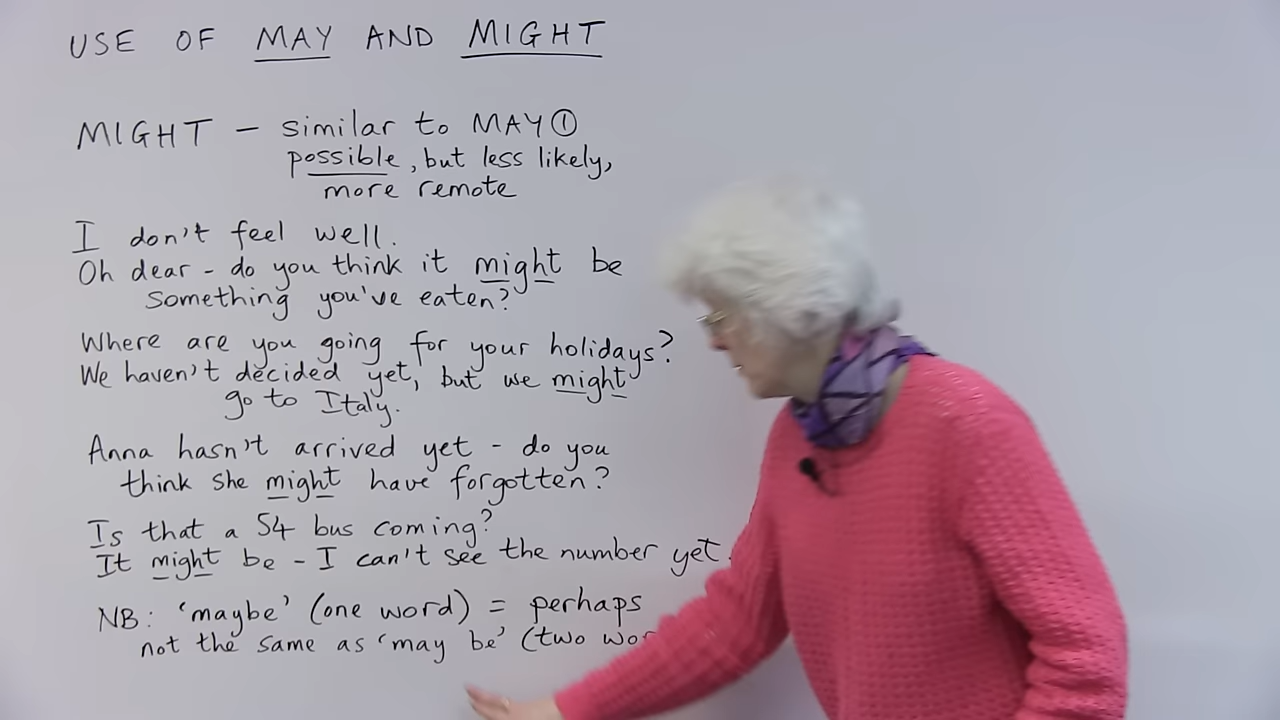 USE OF MAY AND MIGHT
MIGHT - similar to MAY ①
possible, but less likely,
more remote
I don't feel well.
Oh dear - do you think it might be
something you've eaten?
Where are you going for your holidays?
We haven't decided yet, but we might
go to Italy.
Anna hasn't arrived yet - do you
think she might have forgotten?
Is that a 54 bus coming?
It might be - I can't see the number yet.
NB: 'maybe' (one word) = perhaps
not the same as 'may be' (two